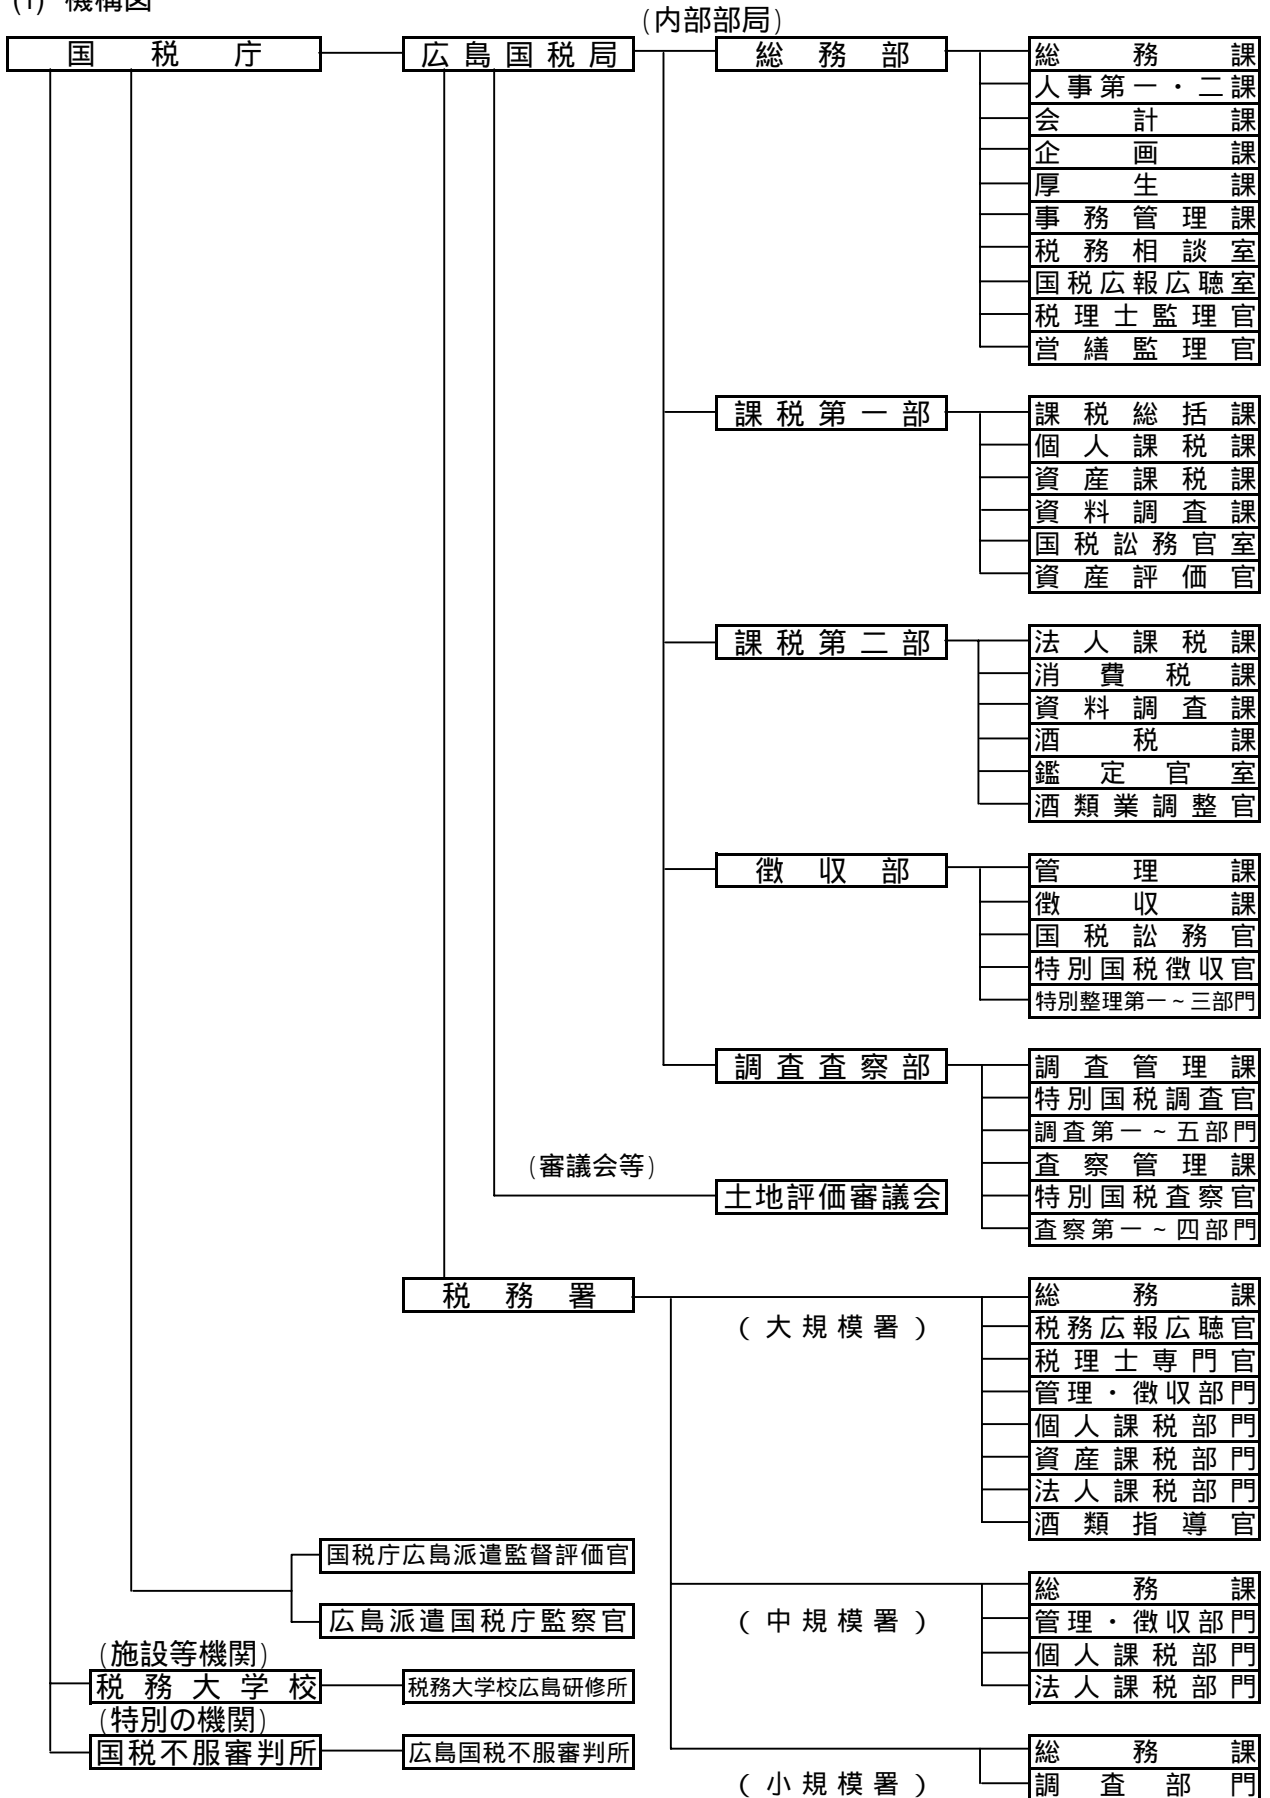 (1) 機構図
(内部部局)
国税庁
広島国税局
総務部
総務課
人事第一・二課
会計課
企画課
厚生課
事務管理課
税務相談室
国税広報広聴室
税理士監理官
営繕監理官
課税第一部
課税総括課
個人課税課
資産課税課
資料調査課
国税訟務官室
資産評価官
課税第二部
法人課税課
消費税課
資料調査課
酒税課
鑑定官室
酒類業調整官
徴収部
管理課
徴収課
国税訟務官
特別国税徴収官
特別整理第一~三部門
調査査察部
調査管理課
特別国税調査官
調査第一~五部門
査察管理課
特別国税査察官
査察第一~四部門
(審議会等)
土地評価審議会
税務署
(大規模署)
総務課
税務広報広聴官
税理士専門官
管理・徴収部門
個人課税部門
資産課税部門
法人課税部門
酒類指導官
国税庁広島派遣監督評価官
広島派遣国税庁監察官
(中規模署)
総務課
管理・徴収部門
個人課税部門
法人課税部門
(施設等機関)
税務大学校
税務大学校広島研修所
(特別の機関)
国税不服審判所
広島国税不服審判所
(小規模署)
総務課
調査部門